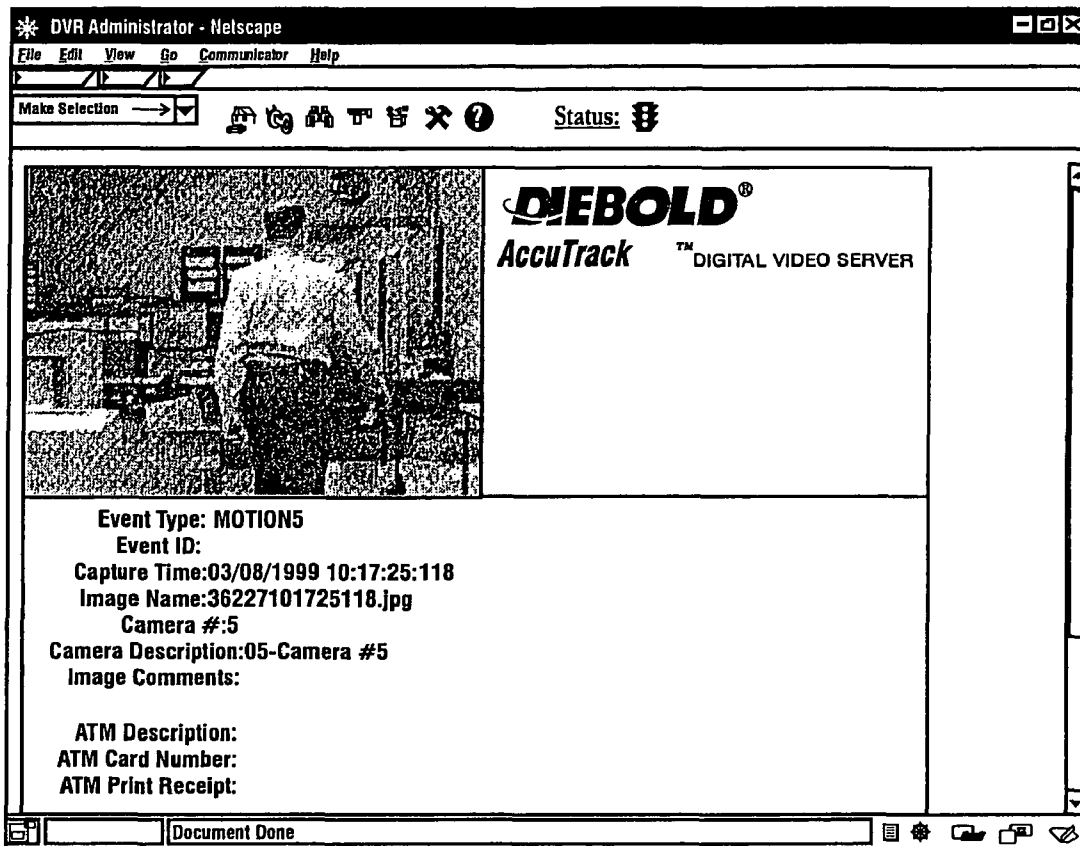 DVR Administrator - Netscape
File Edit View Go Communicator Help
Make Selection
Status:
DIEBOLD®
AccuTrack ™DIGITAL VIDEO SERVER
Event Type: MOTION5
Event ID:
Capture Time:03/08/1999 10:17:25:118
Image Name:36227101725118.jpg
Camera #:5
Camera Description:05-Camera #5
Image Comments:
ATM Description:
ATM Card Number:
ATM Print Receipt:
Document Done